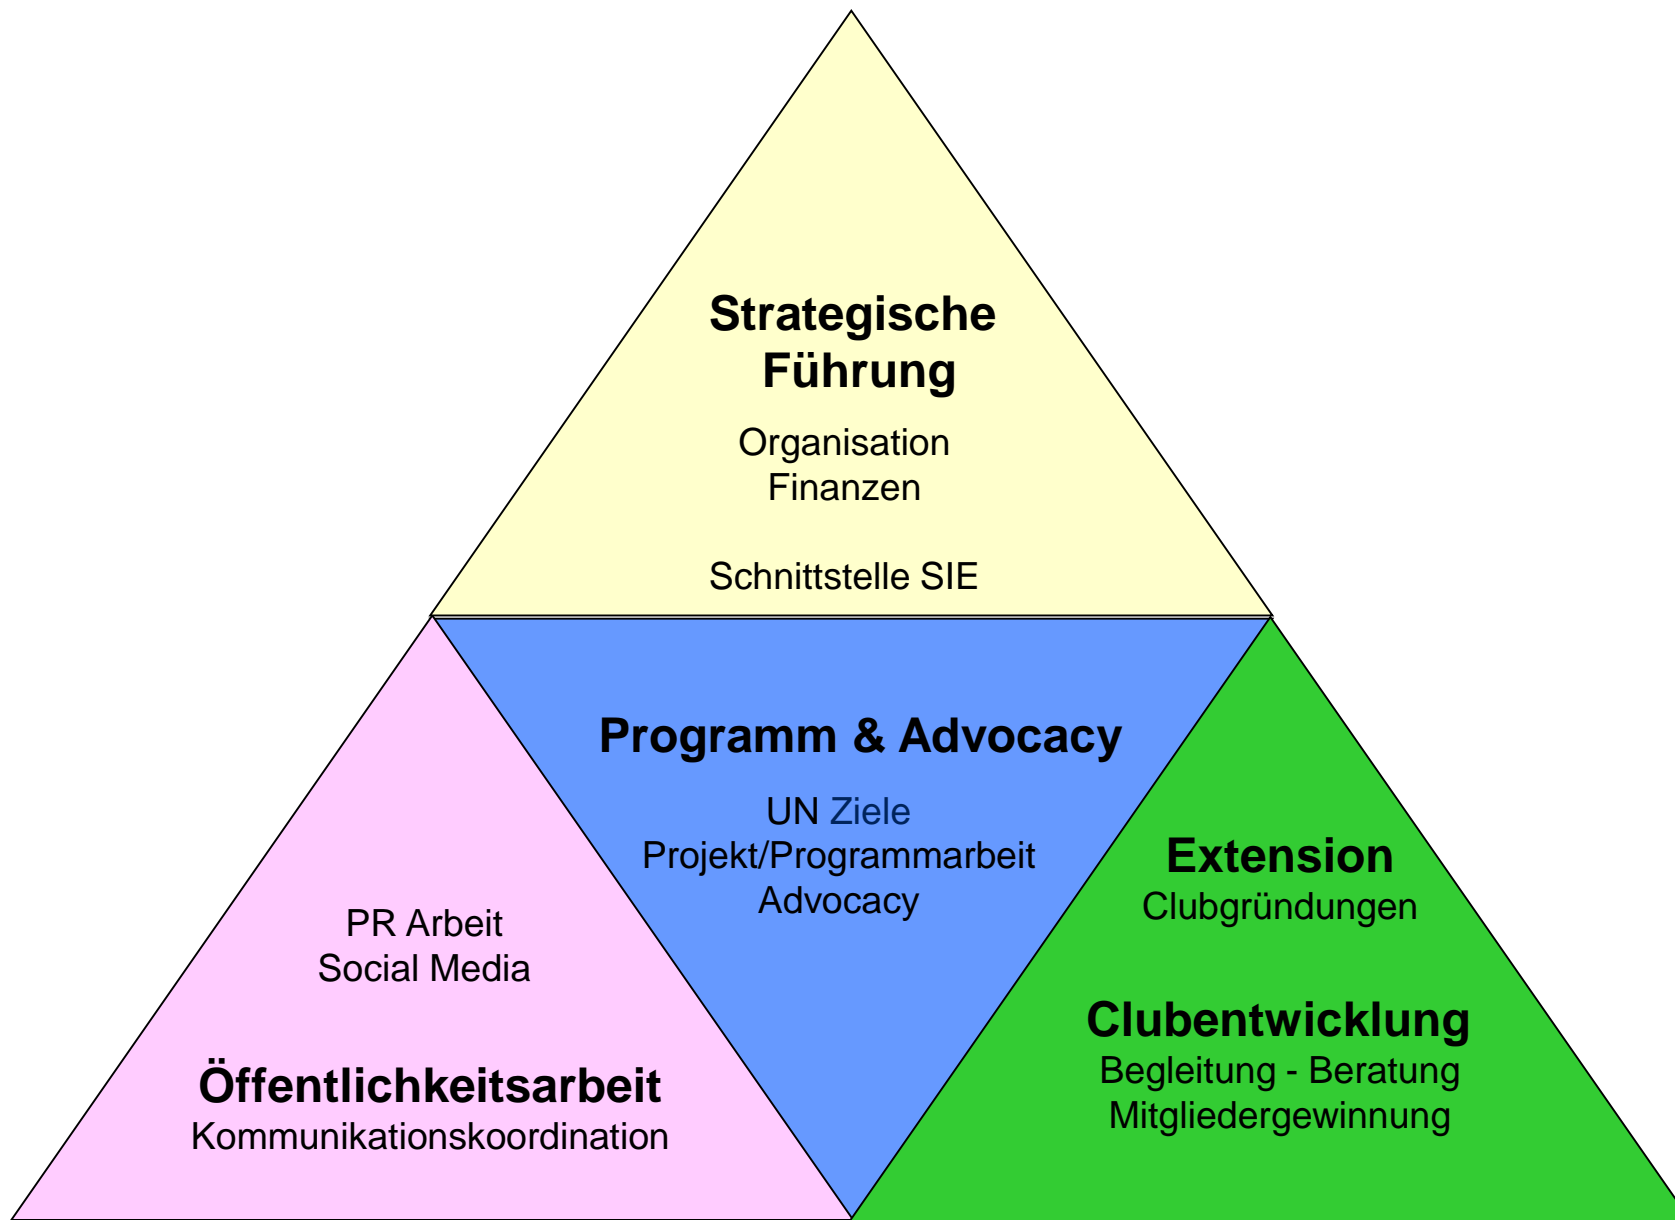 Strategische
Führung
Organisation
Finanzen
Schnittstelle SIE
Programm & Advocacy
UN Ziele
Projekt/Programmarbeit
Advocacy
PR Arbeit
Social Media
Öffentlichkeitsarbeit
Kommunikationskoordination
Extension
Clubgründungen
Clubentwicklung
Begleitung - Beratung
Mitgliedergewinnung